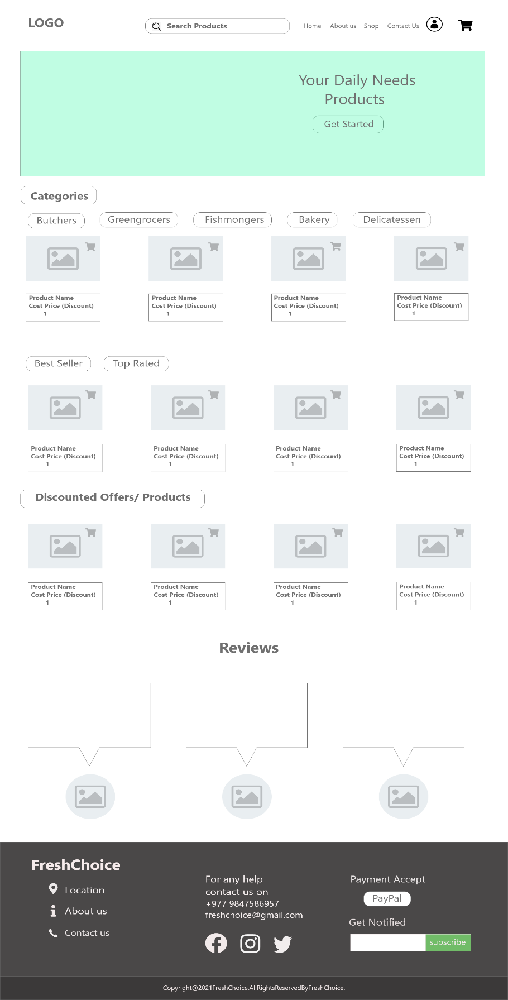 LOGO
Search Products
Home About us Shop Contact Us
Your Daily Needs
Products
Get Started
Categories
Butchers Greengrocers Fishmongers Bakery Delicatessen
Product Name
Cost Price (Discount)
1
Product Name
Cost Price (Discount)
1
Product Name
Cost Price (Discount)
1
Product Name
Cost Price (Discount)
1
Best Seller Top Rated
Product Name
Cost Price (Discount)
1
Product Name
Cost Price (Discount)
1
Product Name
Cost Price (Discount)
1
Product Name
Cost Price (Discount)
1
Discounted Offers/ Products
Product Name
Cost Price (Discount)
1
Product Name
Cost Price (Discount)
1
Product Name
Cost Price (Discount)
1
Product Name
Cost Price (Discount)
1
Reviews
FreshChoice
Location
About us
Contact us
For any help
contact us on
+977 9847586957
freshchoice@gmail.com
Payment Accept
PayPal
Get Notified
subscribe
Copyright@2021FreshChoice.AllRightsReservedByFreshChoice.